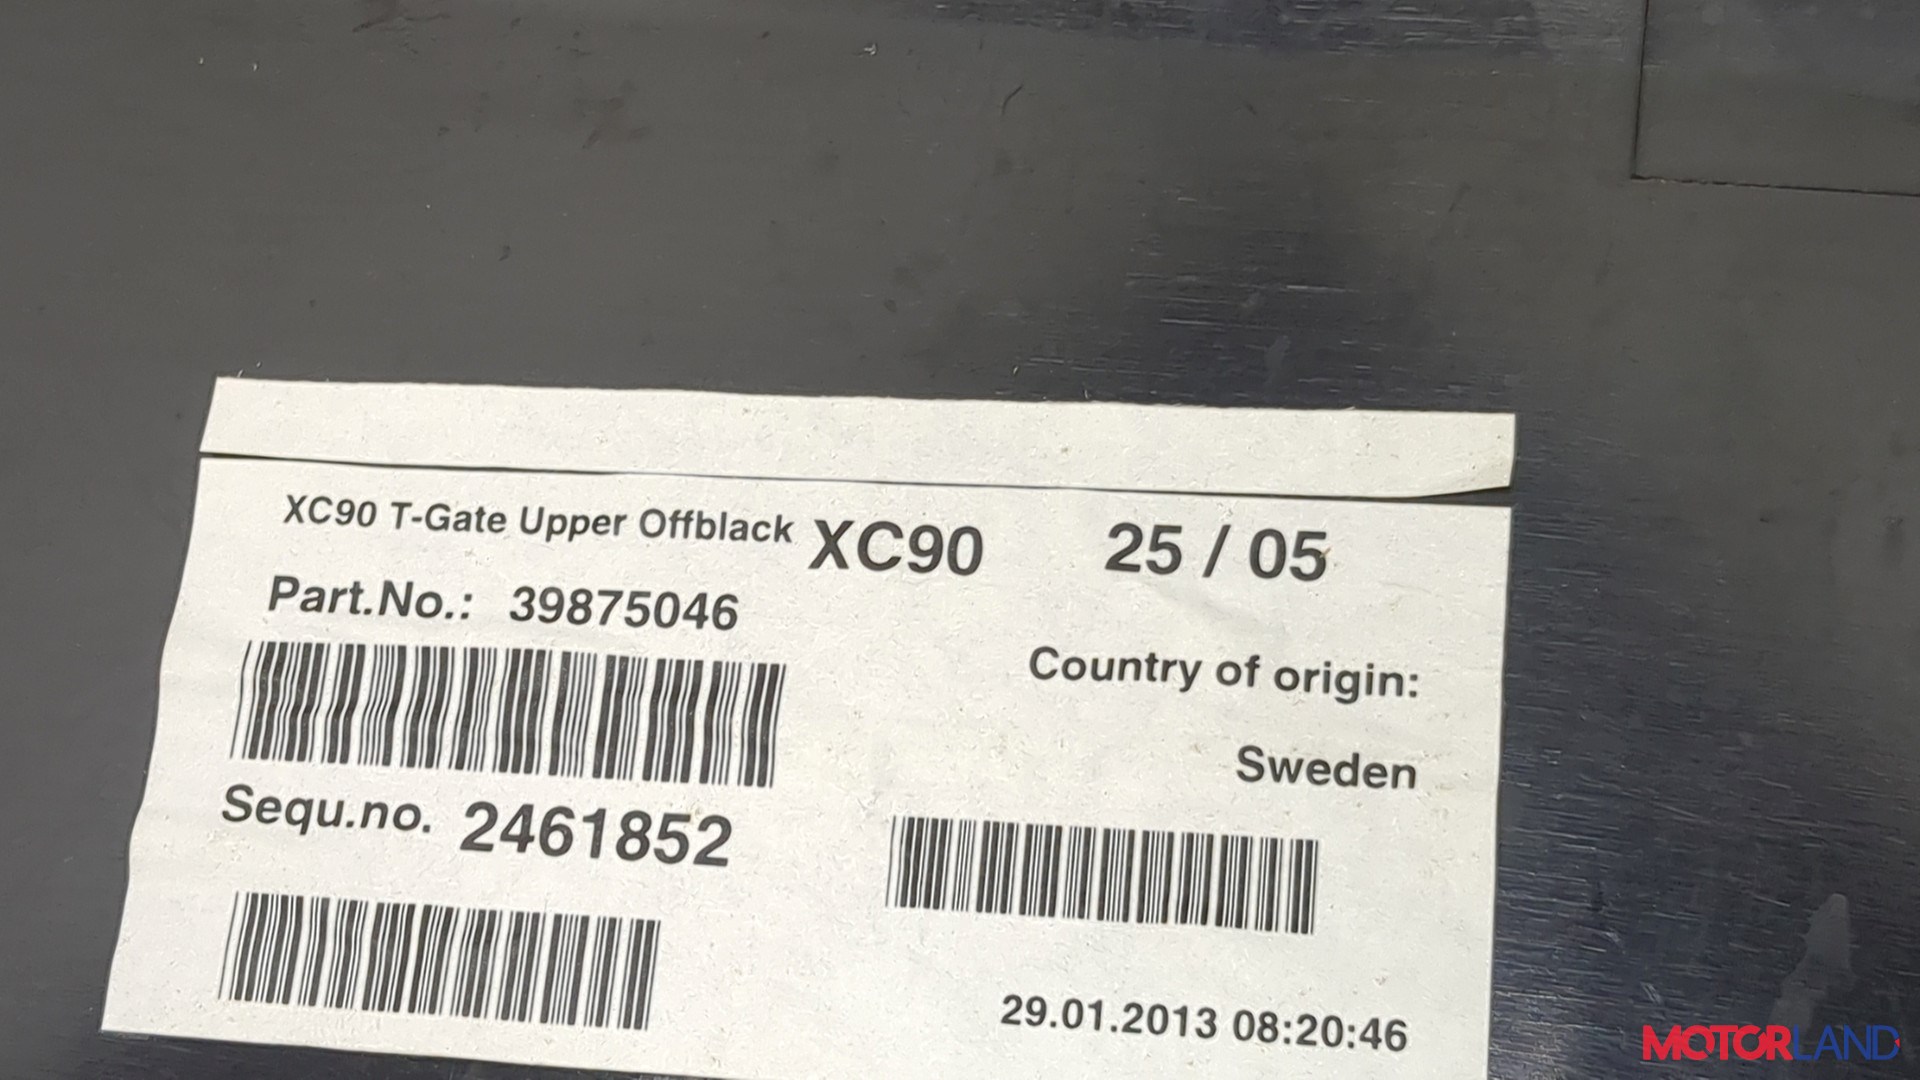 XC90 T-Gate Upper Offblack XC90 25 / 05
Part.No.: 39875046
Country of origin:
Sweden
Sequ.no. 2461852
29.01.2013 08:20:46
MOTORLAND